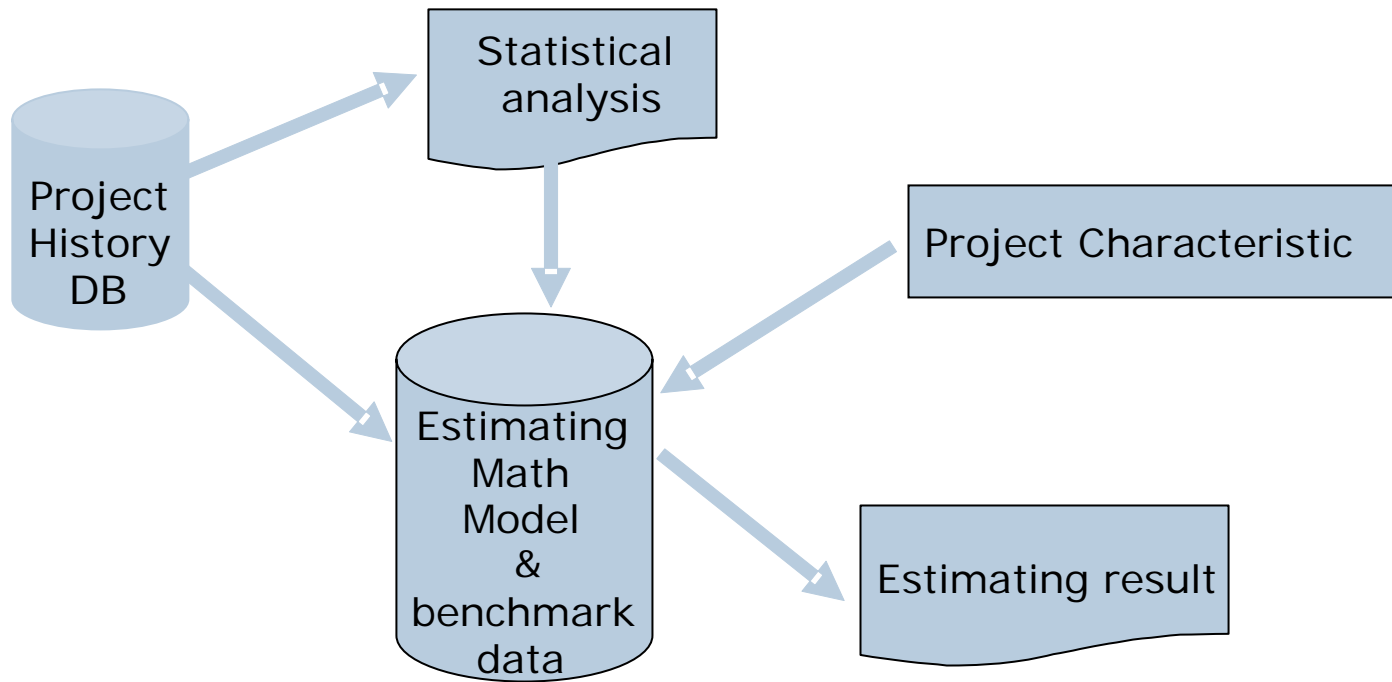 Statistical
analysis
Project
History
DB
Project Characteristic
Estimating
Math
Model
&
benchmark
data
Estimating result